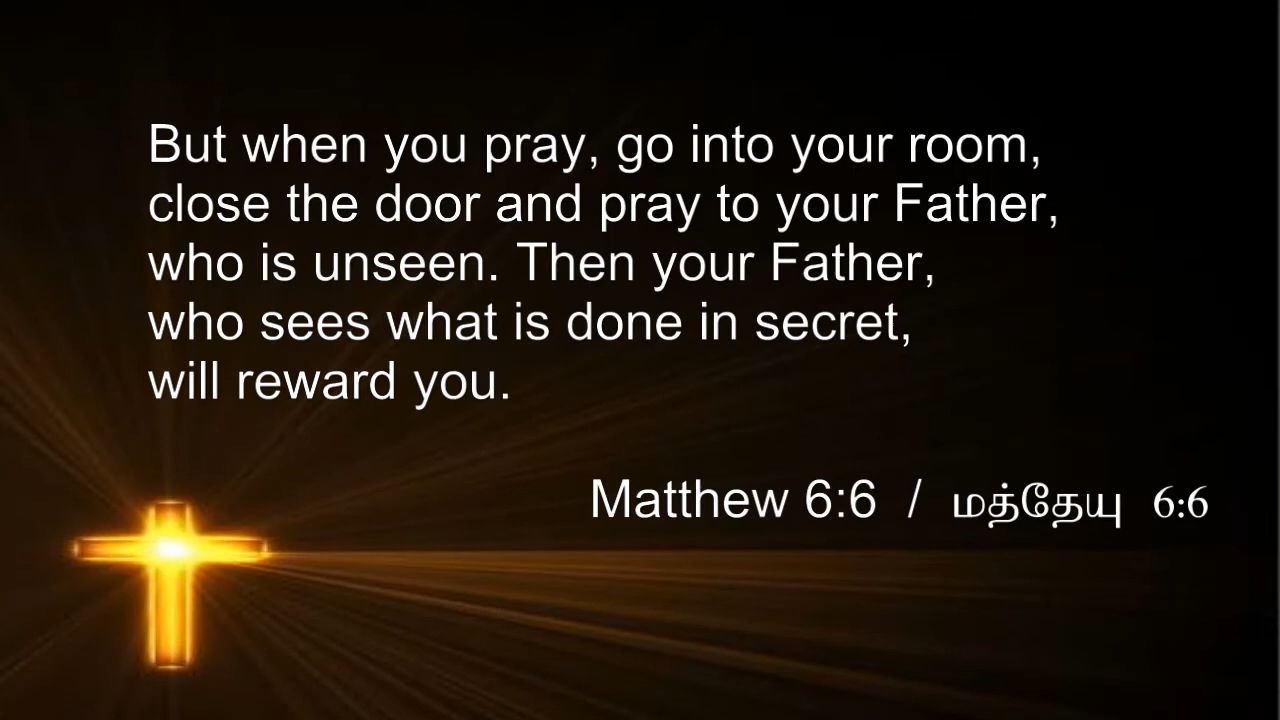 But when you pray, go into your room,
close the door and pray to your Father,
who is unseen. Then your Father,
who sees what is done in secret,
will reward you.
Matthew 6:6 / மத்தேயு 6:6